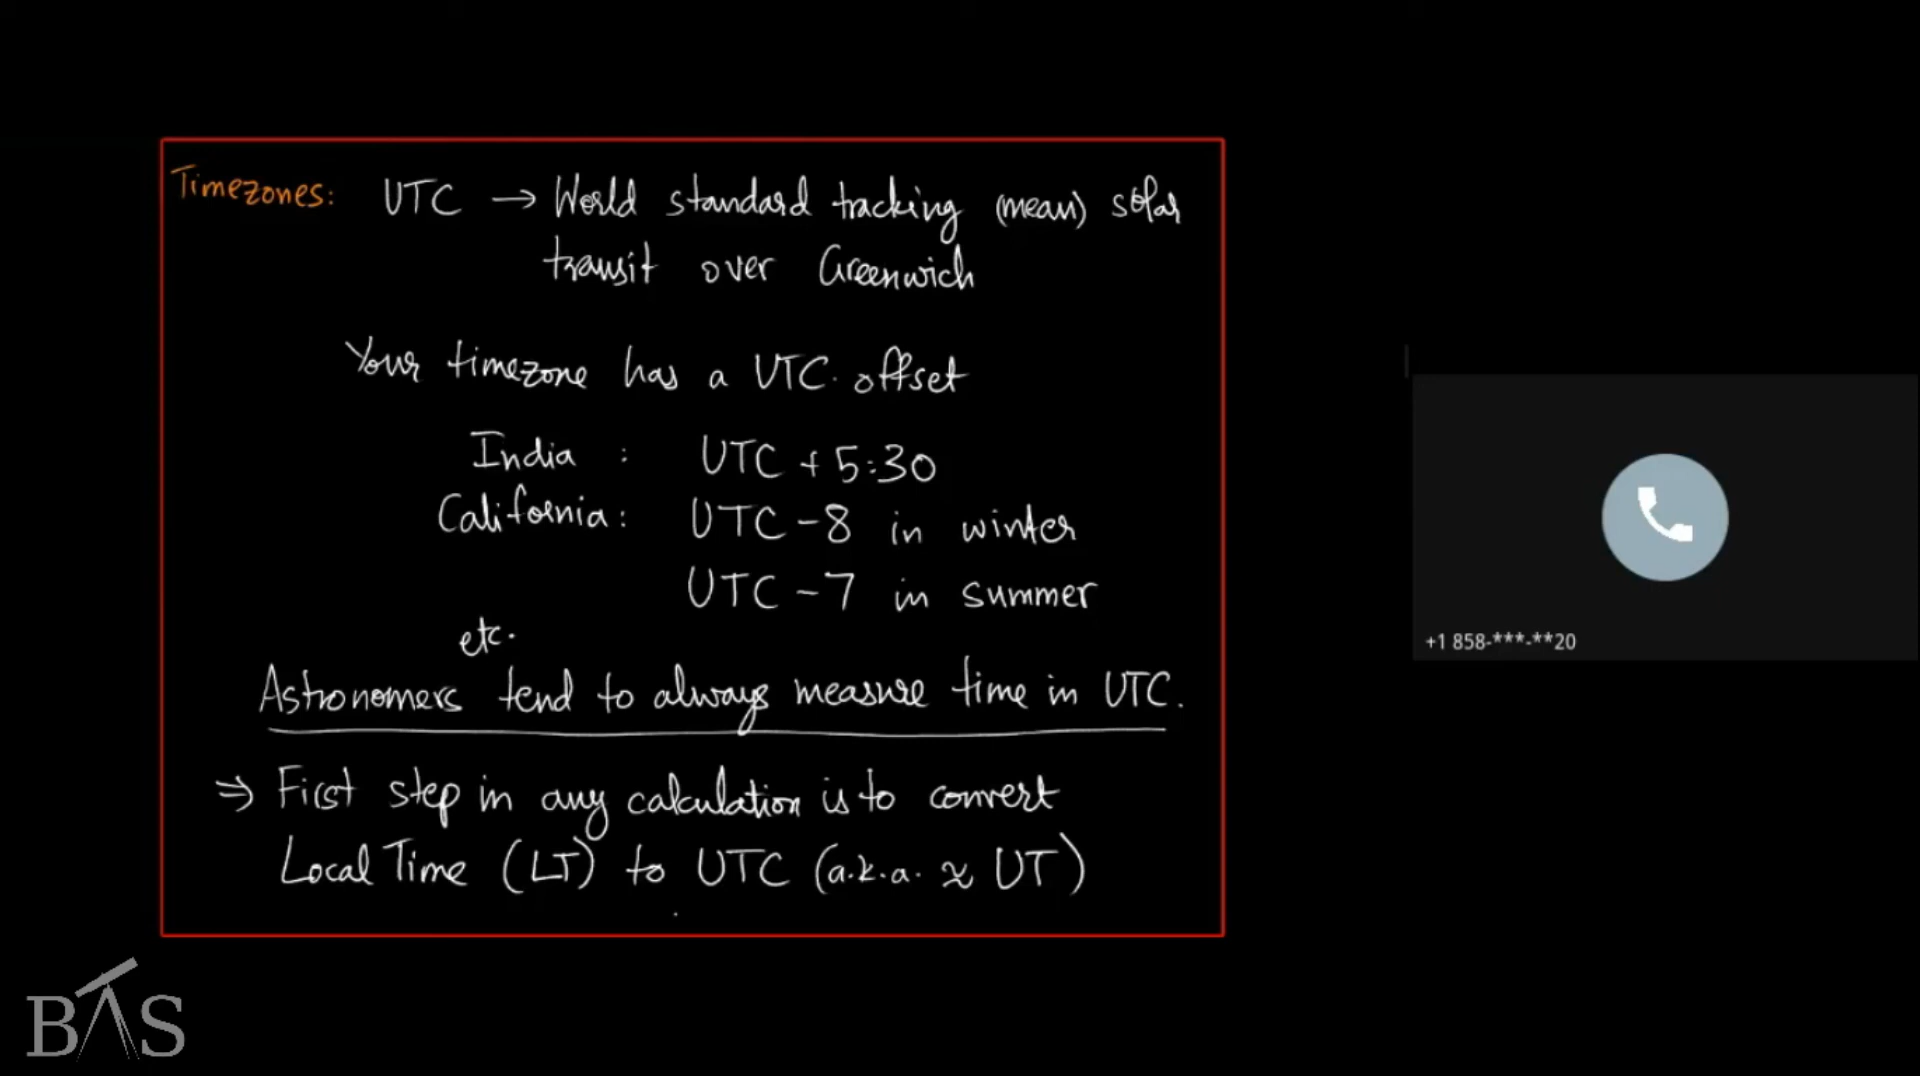 Timezones: UTC → World standard tracking (mean) solar
transit over Greenwich
Your timezone has a UTC offset
India : UTC + 5:30
California: UTC - 8 in winter
UTC - 7 in summer
etc.
Astronomers tend to always measure time in UTC.
⇒ First step in any calculation is to convert
Local Time (LT) to UTC (a.k.a. ≈ UT)
+1 858-***-**20
BAS